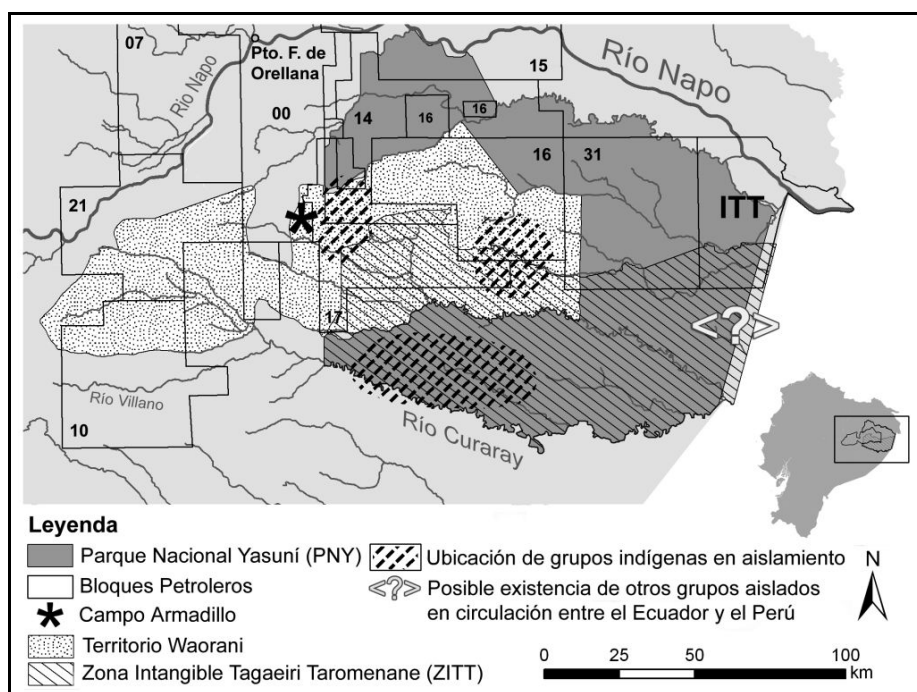 07
Pto. F. de
Orellana
Río Napo
00
15
Río Napo
14
16
16
16
31
21
ITT
17
<?>
Río Villano
10
Río Curaray
Leyenda
Parque Nacional Yasuní (PNY)
Bloques Petroleros
Campo Armadillo
Territorio Waorani
Zona Intangible Tagaeiri Taromenane (ZITT)
Ubicación de grupos indígenas en aislamiento
<?> Posible existencia de otros grupos aislados
en circulación entre el Ecuador y el Perú
N
0 25 50 100
km